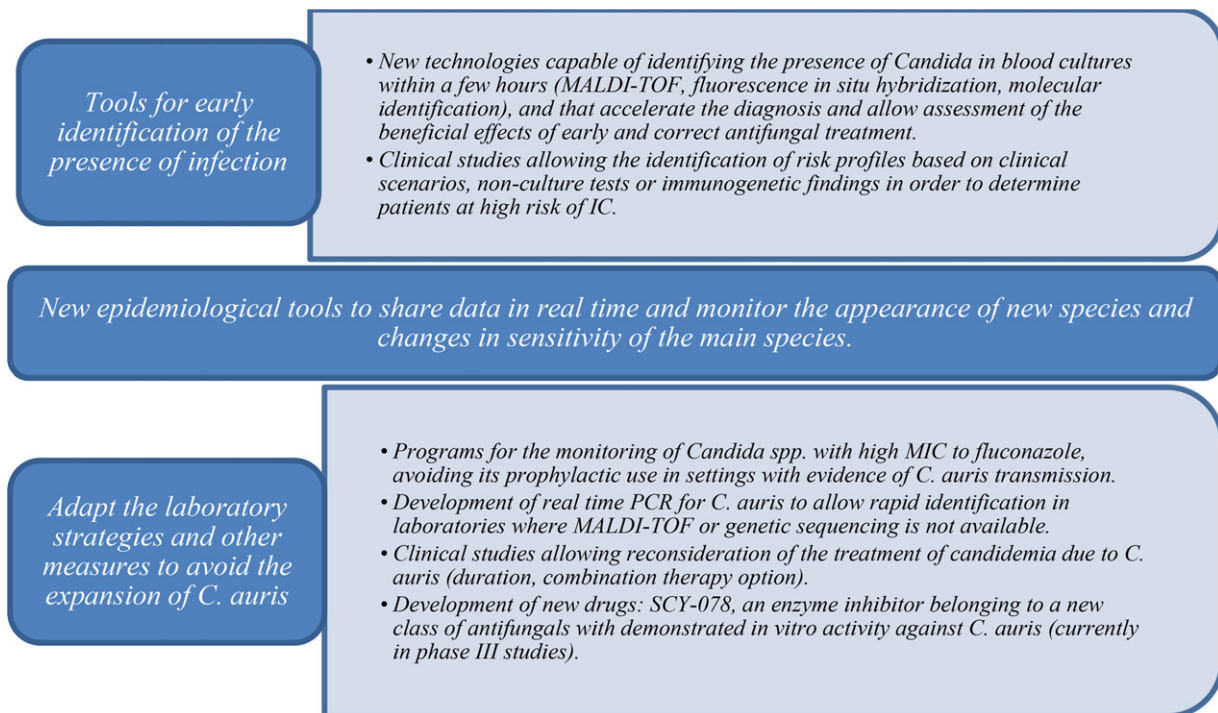 Tools for early
identification of the
presence of infection
• New technologies capable of identifying the presence of Candida in blood cultures
within a few hours (MALDI-TOF, fluorescence in situ hybridization, molecular
identification), and that accelerate the diagnosis and allow assessment of the
beneficial effects of early and correct antifungal treatment.
• Clinical studies allowing the identification of risk profiles based on clinical
scenarios, non-culture tests or immunogenetic findings in order to determine
patients at high risk of IC.
New epidemiological tools to share data in real time and monitor the appearance of new species and
changes in sensitivity of the main species.
Adapt the laboratory
strategies and other
measures to avoid the
expansion of C. auris
• Programs for the monitoring of Candida spp. with high MIC to fluconazole,
avoiding its prophylactic use in settings with evidence of C. auris transmission.
• Development of real time PCR for C. auris to allow rapid identification in
laboratories where MALDI-TOF or genetic sequencing is not available.
• Clinical studies allowing reconsideration of the treatment of candidemia due to C.
auris (duration, combination therapy option).
• Development of new drugs: SCY-078, an enzyme inhibitor belonging to a new
class of antifungals with demonstrated in vitro activity against C. auris (currently
in phase III studies).